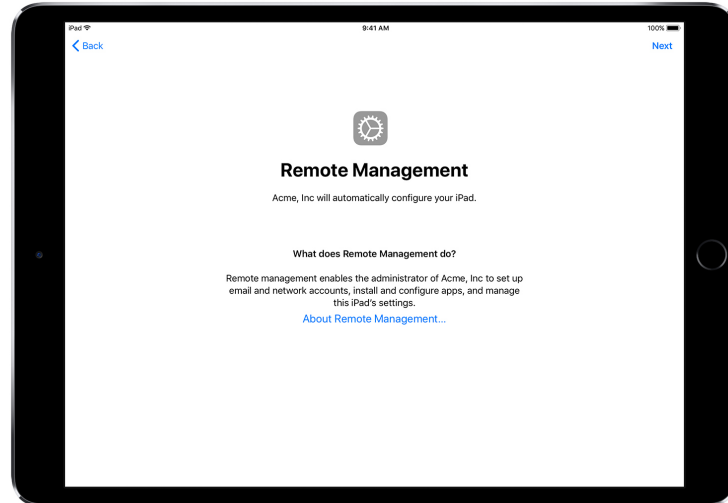 iPad
9:41 AM
100%
Back
Next
Remote Management
Acme, Inc will automatically configure your iPad.
What does Remote Management do?
Remote management enables the administrator of Acme, Inc to set up
email and network accounts, install and configure apps, and manage
this iPad's settings.
About Remote Management...